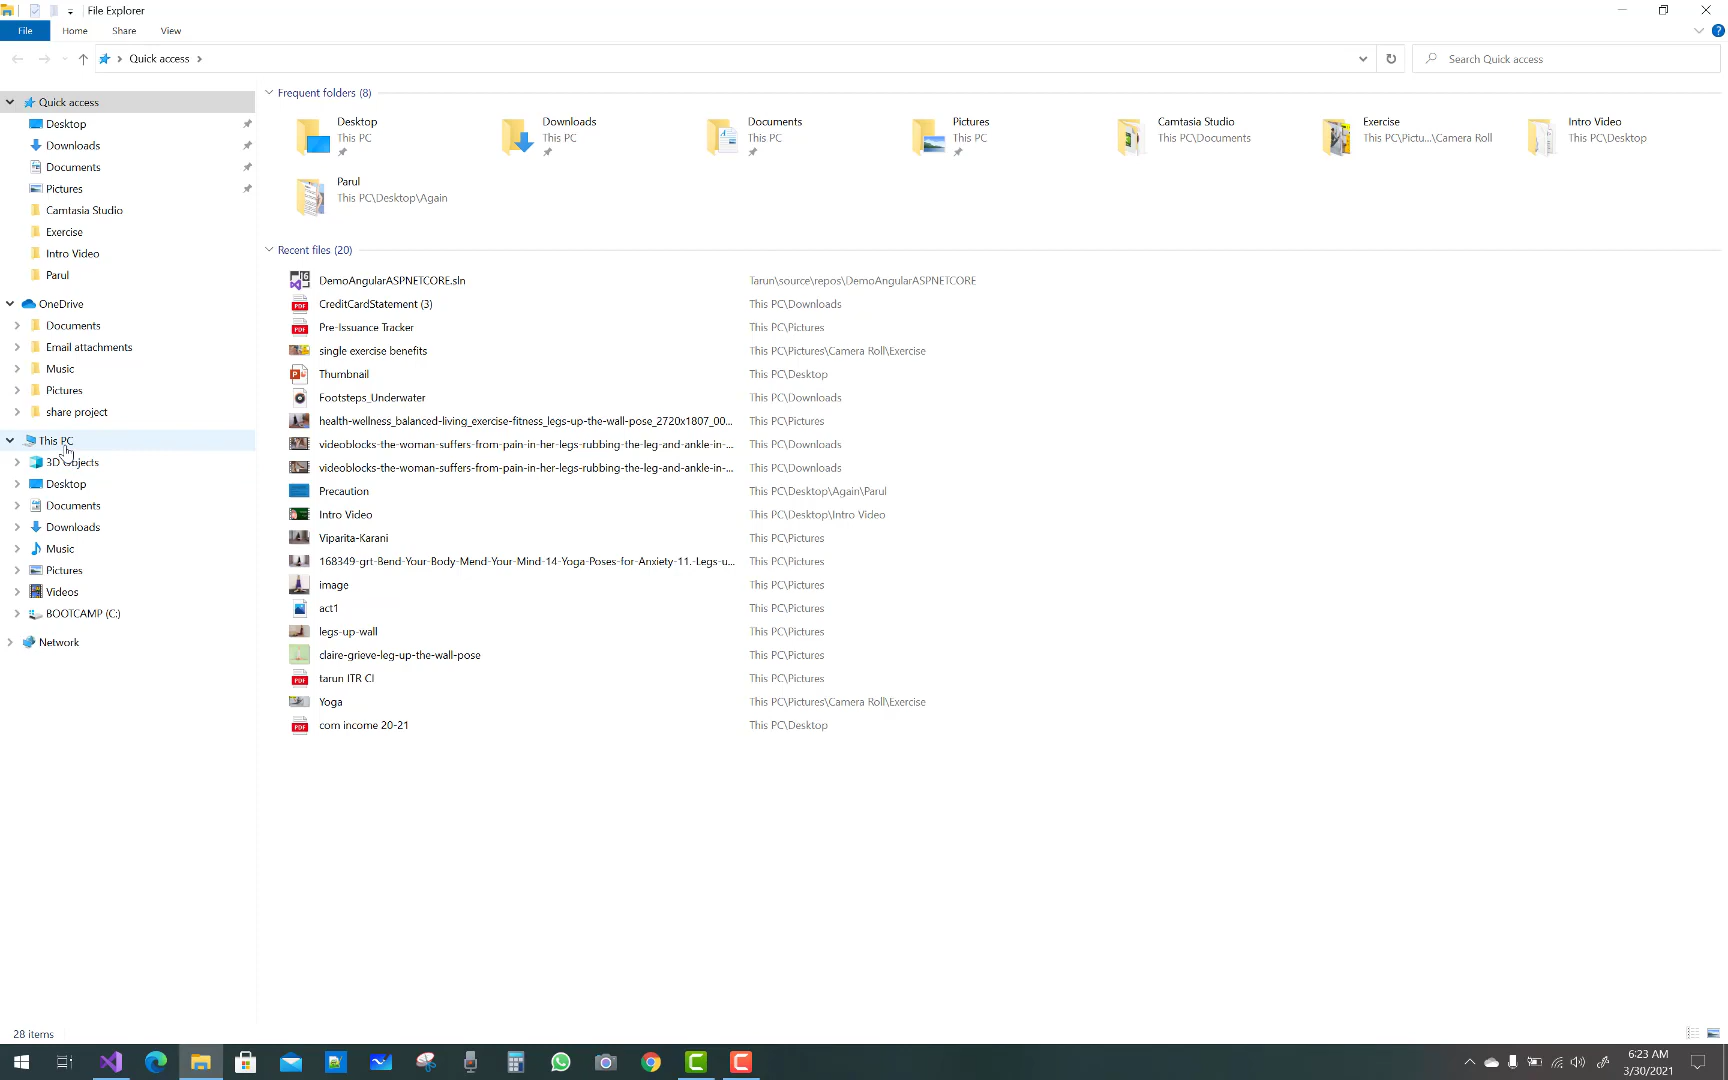 File Explorer
File Home Share View
Quick access
Search Quick access
Quick access
Desktop
Downloads
Documents
Pictures
Camtasia Studio
Exercise
Intro Video
Parul
OneDrive
Documents
Email attachments
Music
Pictures
share project
This PC
3D Objects
Desktop
Documents
Downloads
Music
Pictures
Videos
BOOTCAMP (C:)
Network
Frequent folders (8)
Desktop
This PC
Downloads
This PC
Documents
This PC
Pictures
This PC
Camtasia Studio
This PC\Documents
Exercise
This PC\Pictu...\Camera Roll
Intro Video
This PC\Desktop
Parul
This PC\Desktop\Again
Recent files (20)
DemoAngularASPNETCORE.sln Tarun\source\repos\DemoAngularASPNETCORE
CreditCardStatement (3) This PC\Downloads
Pre-Issuance Tracker This PC\Pictures
single exercise benefits This PC\Pictures\Camera Roll\Exercise
Thumbnail This PC\Desktop
Footsteps_Underwater This PC\Downloads
health-wellness_balanced-living_exercise-fitness_legs-up-the-wall-pose_2720x1807_00... This PC\Pictures
videoblocks-the-woman-suffers-from-pain-in-her-legs-rubbing-the-leg-and-ankle-in-... This PC\Downloads
videoblocks-the-woman-suffers-from-pain-in-her-legs-rubbing-the-leg-and-ankle-in-... This PC\Downloads
Precaution This PC\Desktop\Again\Parul
Intro Video This PC\Desktop\Intro Video
Viparita-Karani This PC\Pictures
168349-grt-Bend-Your-Body-Mend-Your-Mind-14-Yoga-Poses-for-Anxiety-11.-Legs-u... This PC\Pictures
image This PC\Pictures
act1 This PC\Pictures
legs-up-wall This PC\Pictures
claire-grieve-leg-up-the-wall-pose This PC\Pictures
tarun ITR CI This PC\Pictures
Yoga This PC\Pictures\Camera Roll\Exercise
com income 20-21 This PC\Desktop
28 items
6:23 AM
3/30/2021